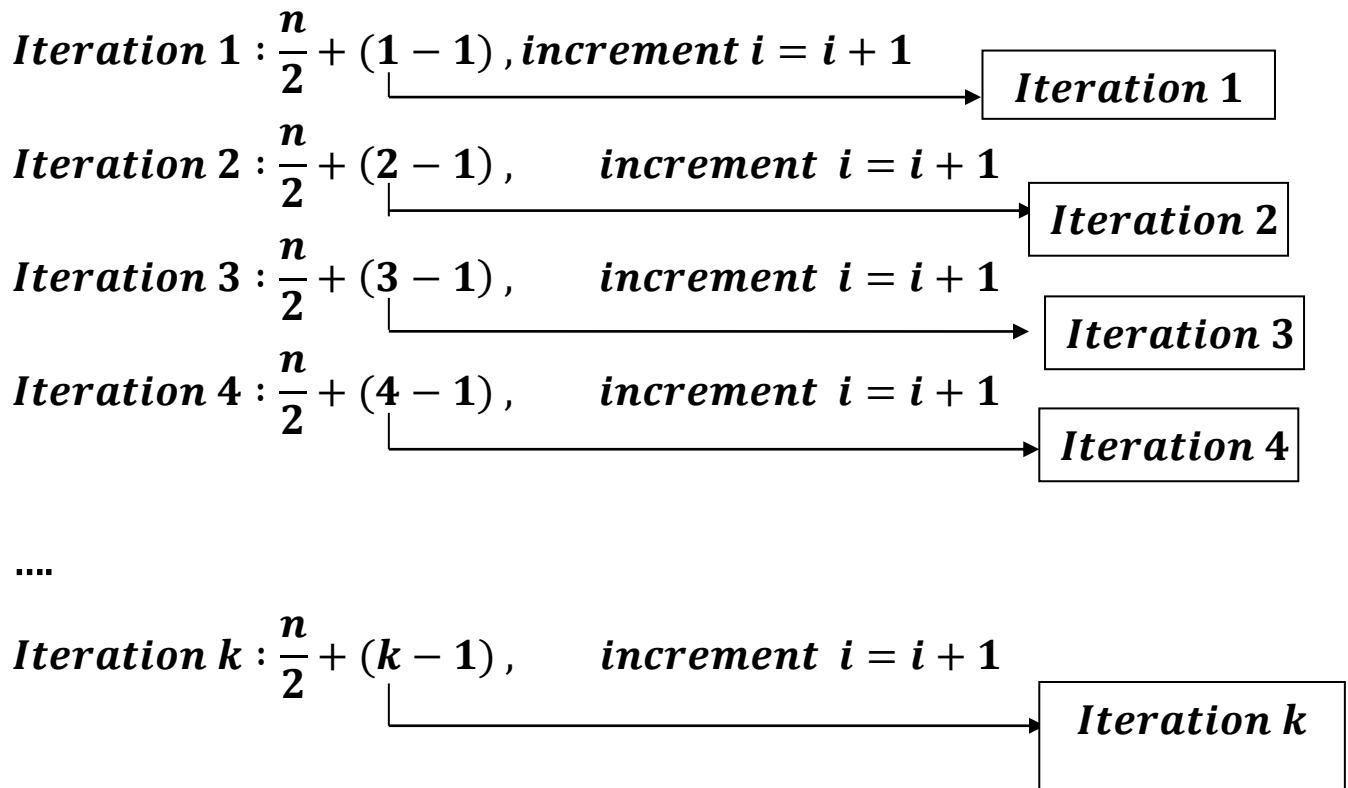 Iteration 1 : n/2 + (1 − 1) , increment i = i + 1
Iteration 1
Iteration 2 : n/2 + (2 − 1) , increment i = i + 1
Iteration 2
Iteration 3 : n/2 + (3 − 1) , increment i = i + 1
Iteration 3
Iteration 4 : n/2 + (4 − 1) , increment i = i + 1
Iteration 4
....
Iteration k : n/2 + (k − 1) , increment i = i + 1
Iteration k